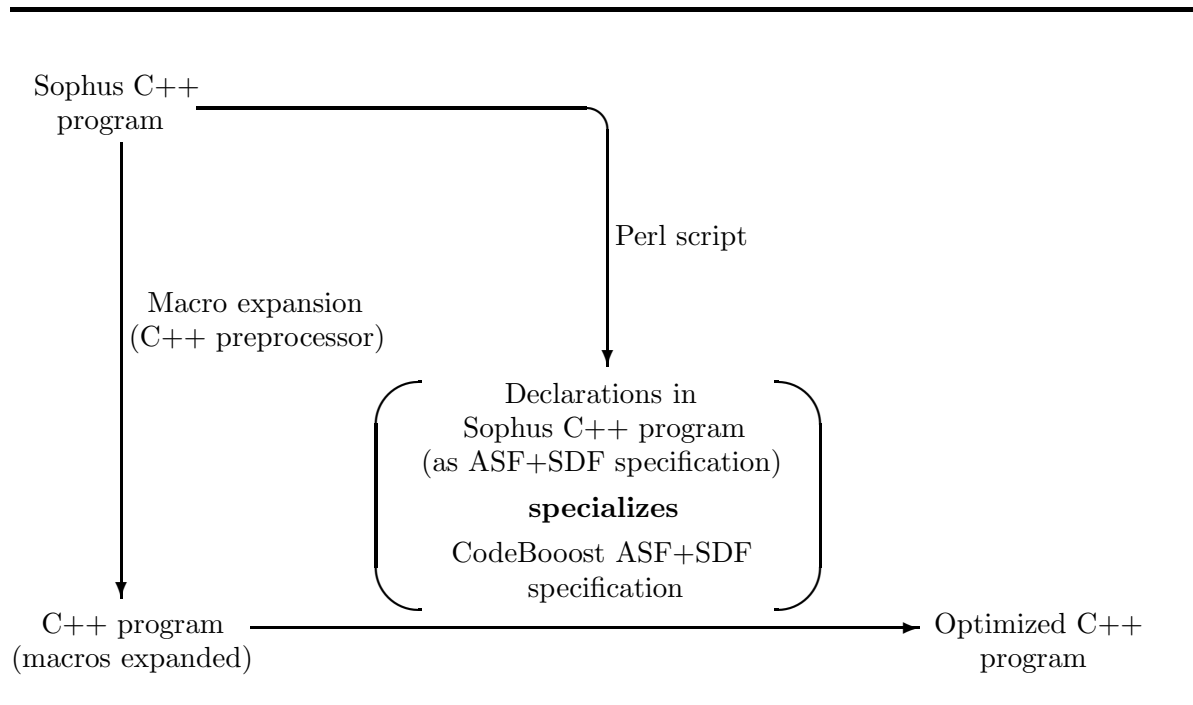 Sophus C++
program
Perl script
Macro expansion
(C++ preprocessor)
Declarations in
Sophus C++ program
(as ASF+SDF specification)
specializes
CodeBooost ASF+SDF
specification
C++ program
(macros expanded)
Optimized C++
program